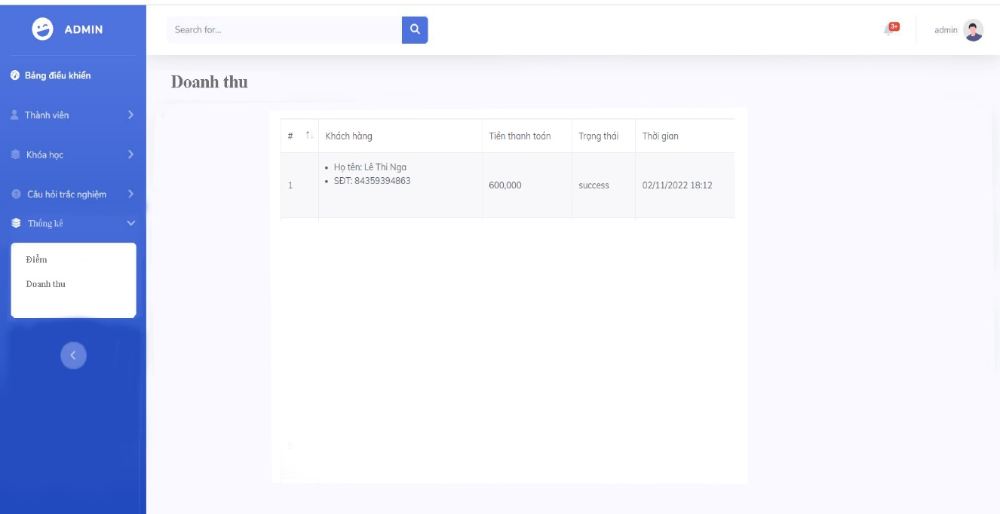 ADMIN
Search for...
3+
admin
Bảng điều khiển
Thành viên
Khóa học
Câu hỏi trắc nghiệm
Thống kê
Điểm
Doanh thu
Doanh thu
# Khách hàng Tiền thanh toán Trạng thái Thời gian
1 • Họ tên: Lê Thi Nga
• SĐT: 84359394863
600,000 success 02/11/2022 18:12